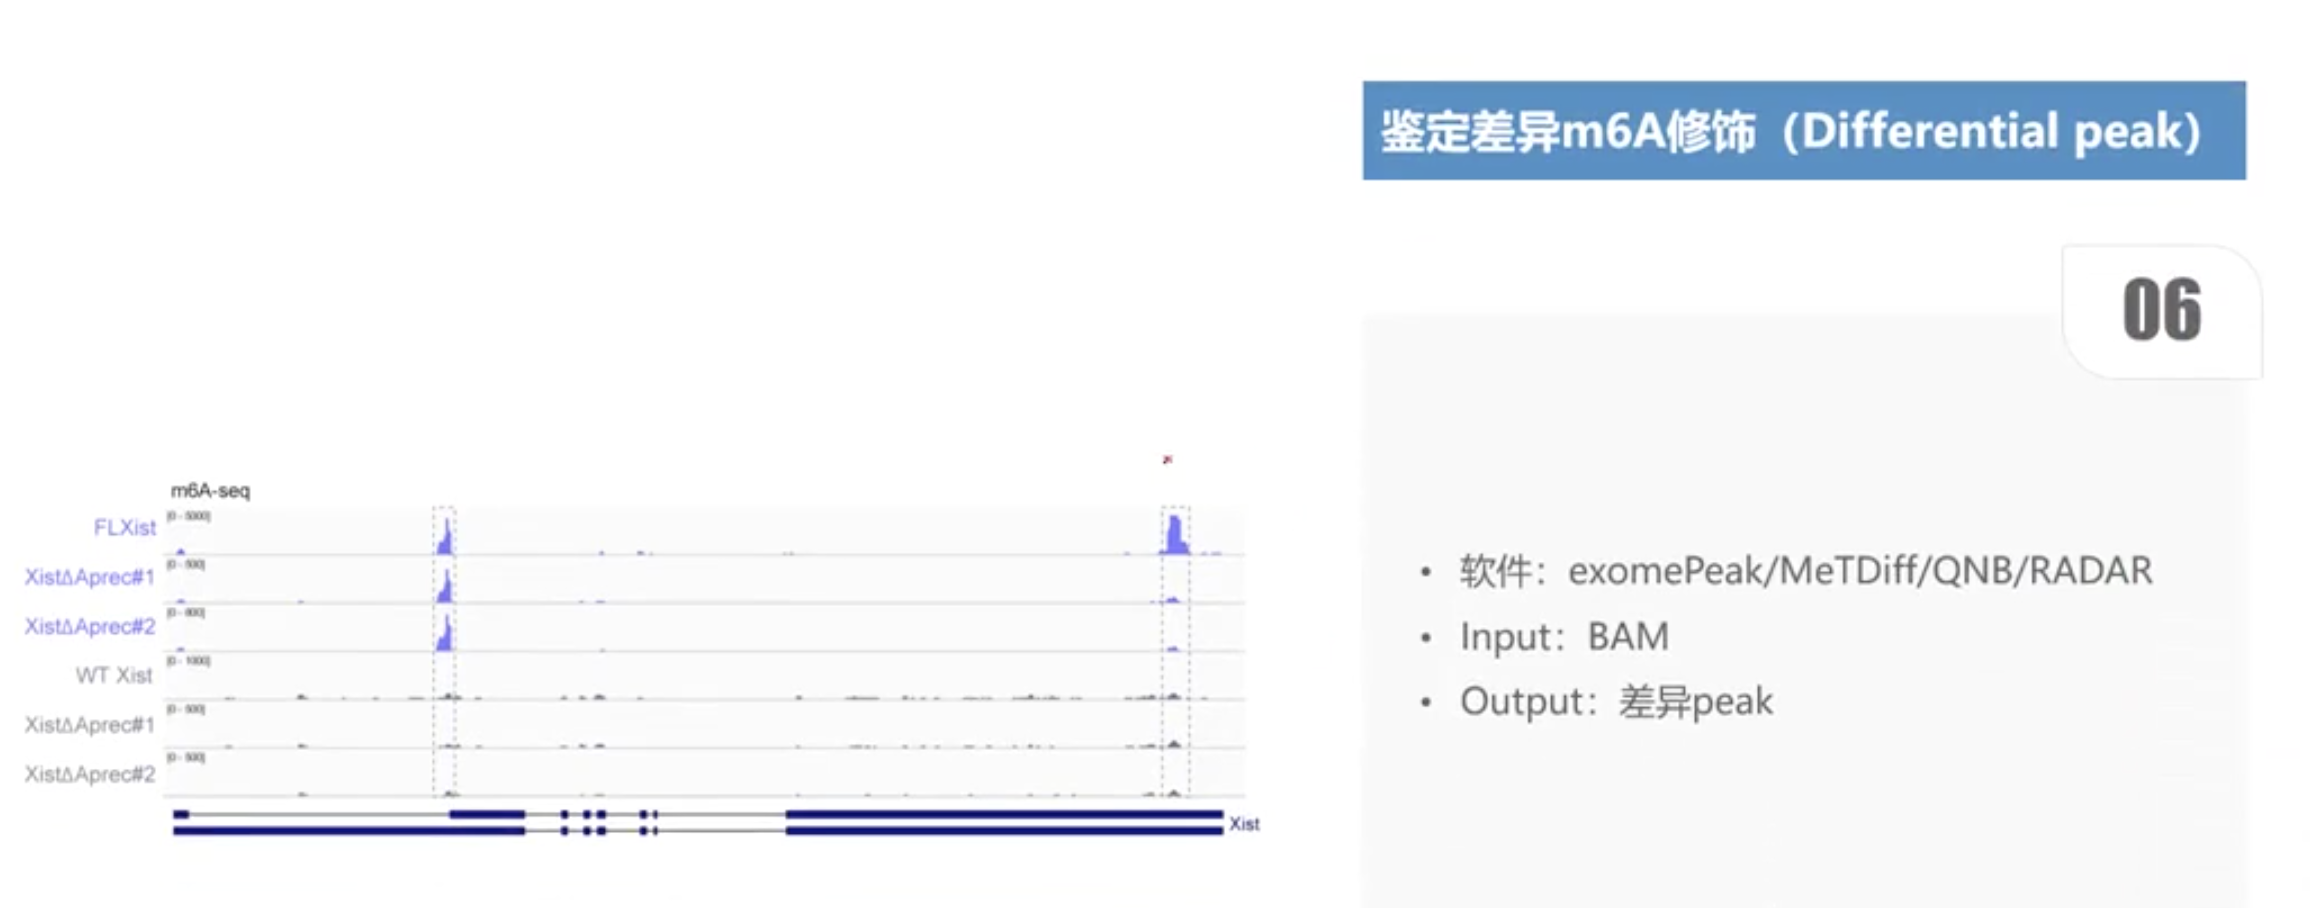 鉴定差异m6A修饰（Differential peak）
06
m6A-seq
FLXist
[0 - 5000]
XistΔAprec#1
[0 - 500]
XistΔAprec#2
WT Xist
[0 - 1000]
XistΔAprec#1
[0 - 500]
XistΔAprec#2
[0 - 500]
Xist
• 软件：exomePeak/MeTDiff/QNB/RADAR
• Input：BAM
• Output：差异peak